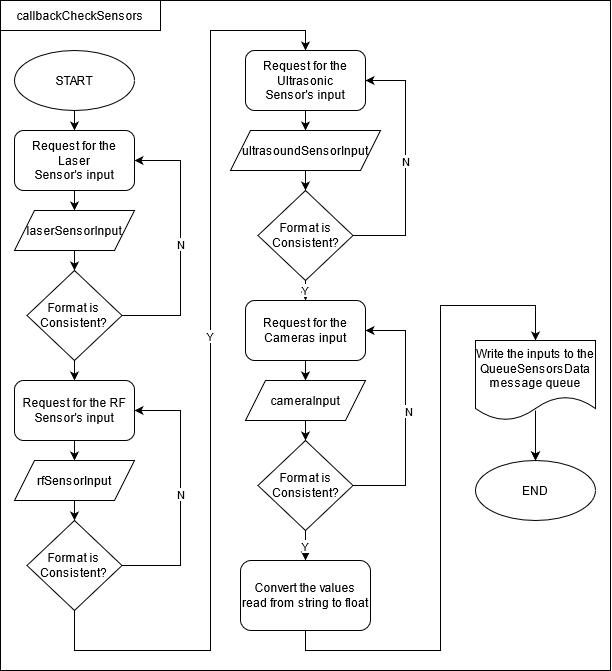 callbackCheckSensors
START
Request for the
Laser
Sensor's input
laserSensorInput
N
Format is
Consistent?
Request for the RF
Sensor's input
rfSensorInput
N
Format is
Consistent?
Y
Request for the
Ultrasonic
Sensor's input
ultrasoundSensorInput
N
Format is
Consistent?
Y
Request for the
Cameras input
cameraInput
N
Format is
Consistent?
Y
Convert the values
read from string to float
Write the inputs to the
QueueSensorsData
message queue
END